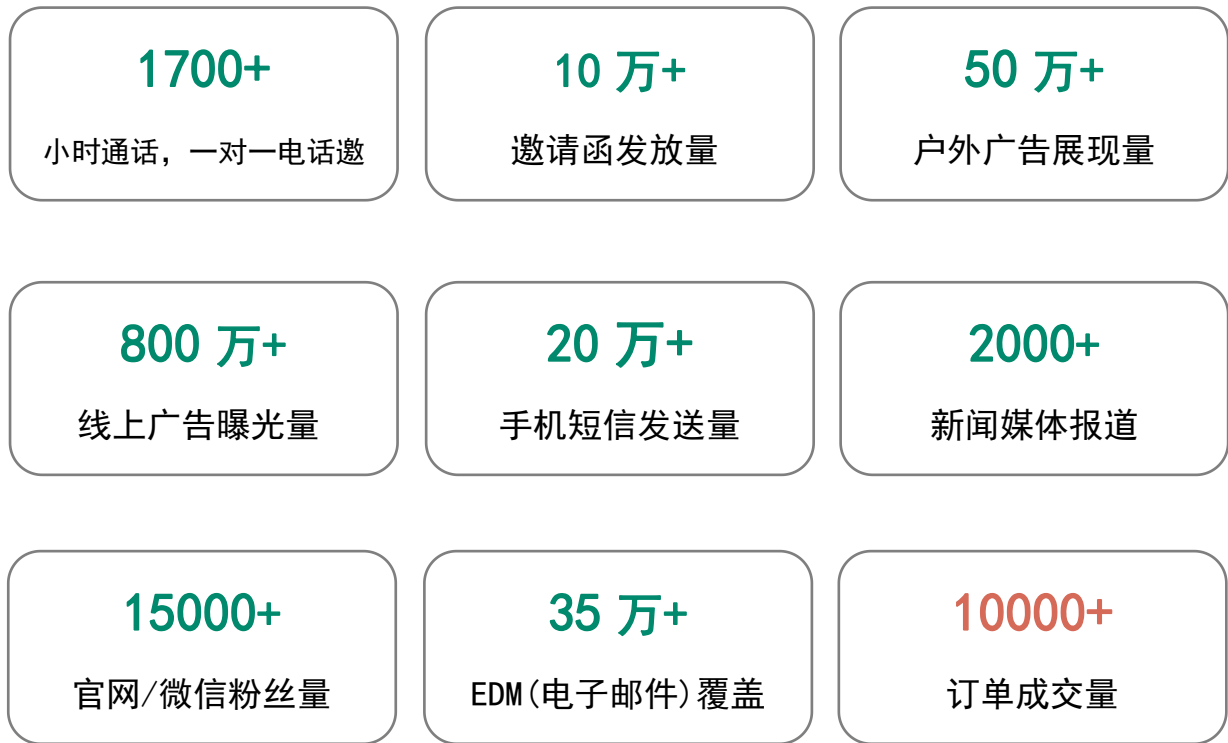 1700+
小时通话，一对一电话邀
10 万+
邀请函发放量
50 万+
户外广告展现量
800 万+
线上广告曝光量
20 万+
手机短信发送量
2000+
新闻媒体报道
15000+
官网/微信粉丝量
35 万+
EDM(电子邮件)覆盖
10000+
订单成交量